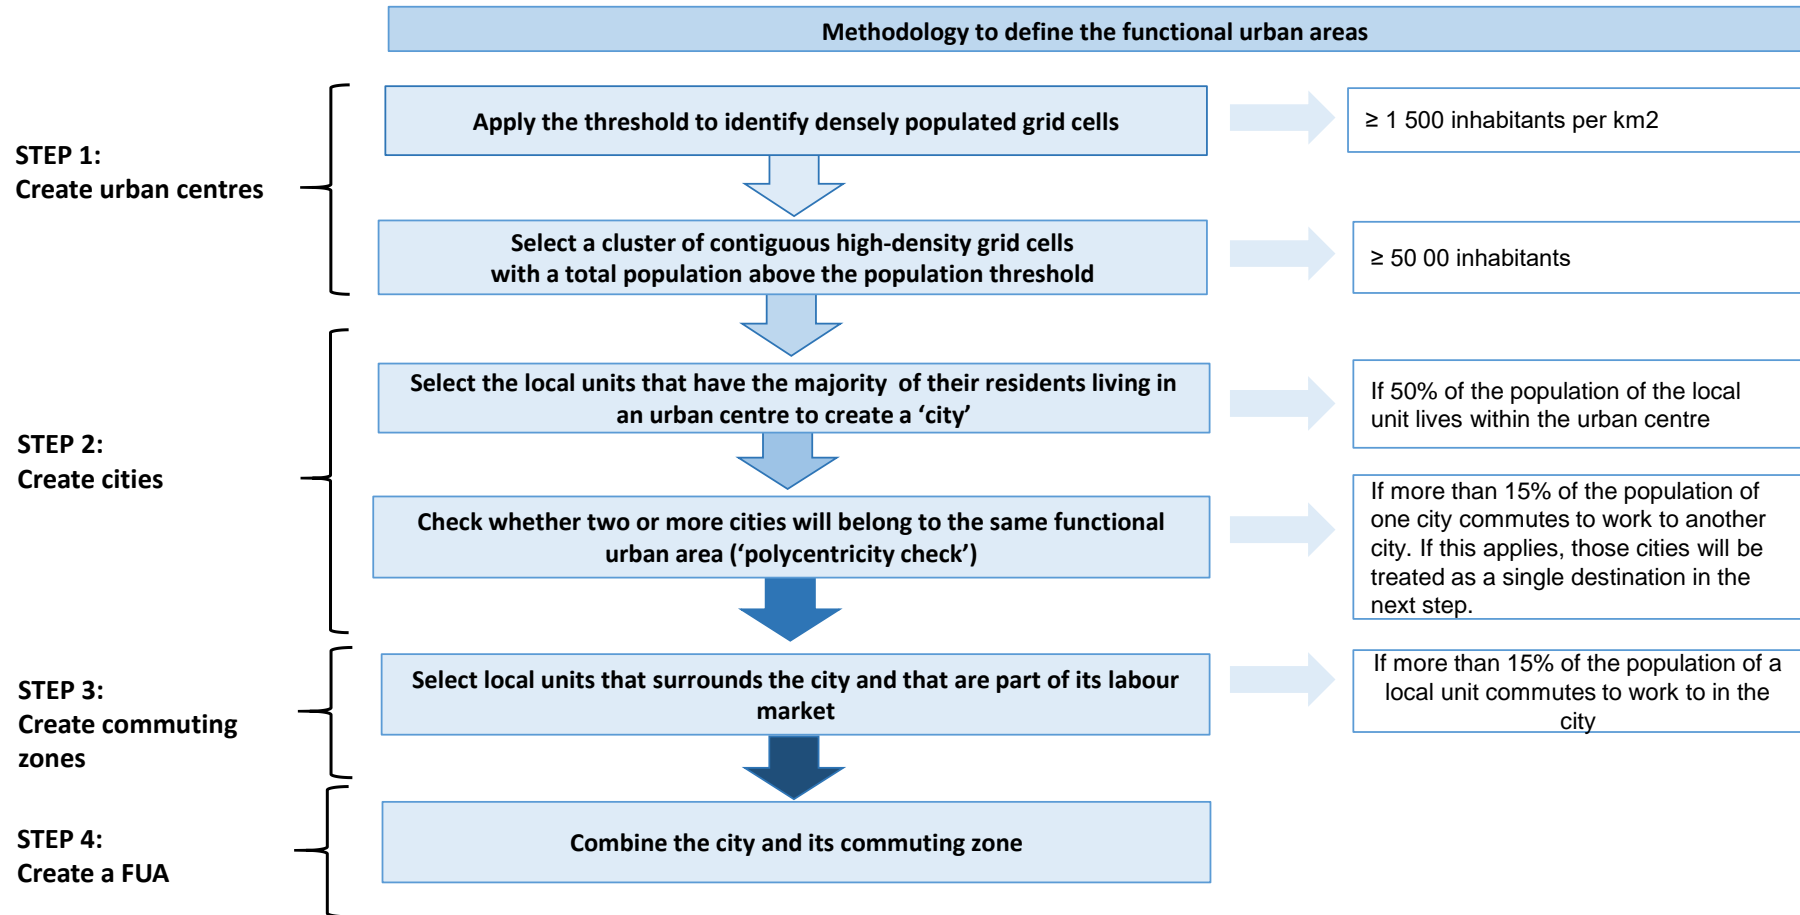 Methodology to define the functional urban areas
STEP 1:
Create urban centres
Apply the threshold to identify densely populated grid cells
≥ 1 500 inhabitants per km2
Select a cluster of contiguous high-density grid cells
with a total population above the population threshold
≥ 50 00 inhabitants
STEP 2:
Create cities
Select the local units that have the majority  of their residents living in
an urban centre to create a ‘city’
If 50% of the population of the local
unit lives within the urban centre
Check whether two or more cities will belong to the same functional
urban area (‘polycentricity check’)
If more than 15% of the population of
one city commutes to work to another
city. If this applies, those cities will be
treated as a single destination in the
next step.
STEP 3:
Create commuting
zones
Select local units that surrounds the city and that are part of its labour
market
If more than 15% of the population of a
local unit commutes to work to in the
city
STEP 4:
Create a FUA
Combine the city and its commuting zone